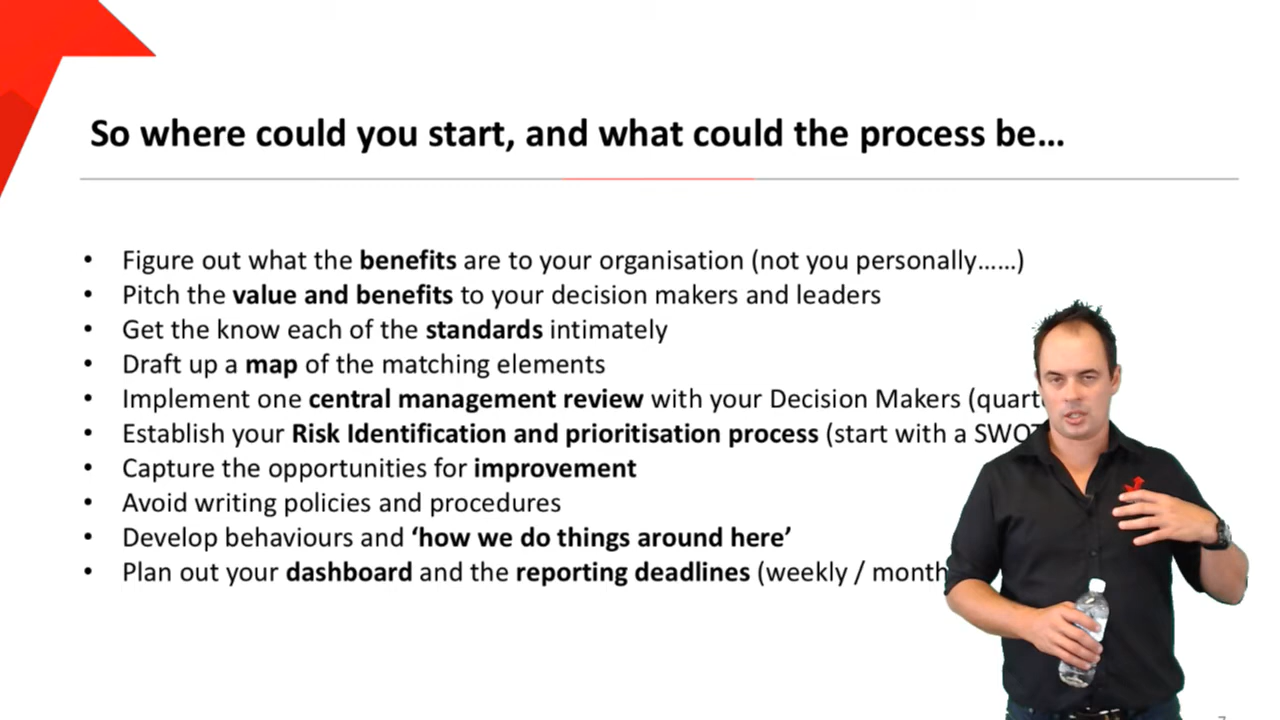 So where could you start, and what could the process be...
• Figure out what the benefits are to your organisation (not you personally......)
• Pitch the value and benefits to your decision makers and leaders
• Get the know each of the standards intimately
• Draft up a map of the matching elements
• Implement one central management review with your Decision Makers (quart
• Establish your Risk Identification and prioritisation process (start with a SWOT
• Capture the opportunities for improvement
• Avoid writing policies and procedures
• Develop behaviours and ‘how we do things around here’
• Plan out your dashboard and the reporting deadlines (weekly / month